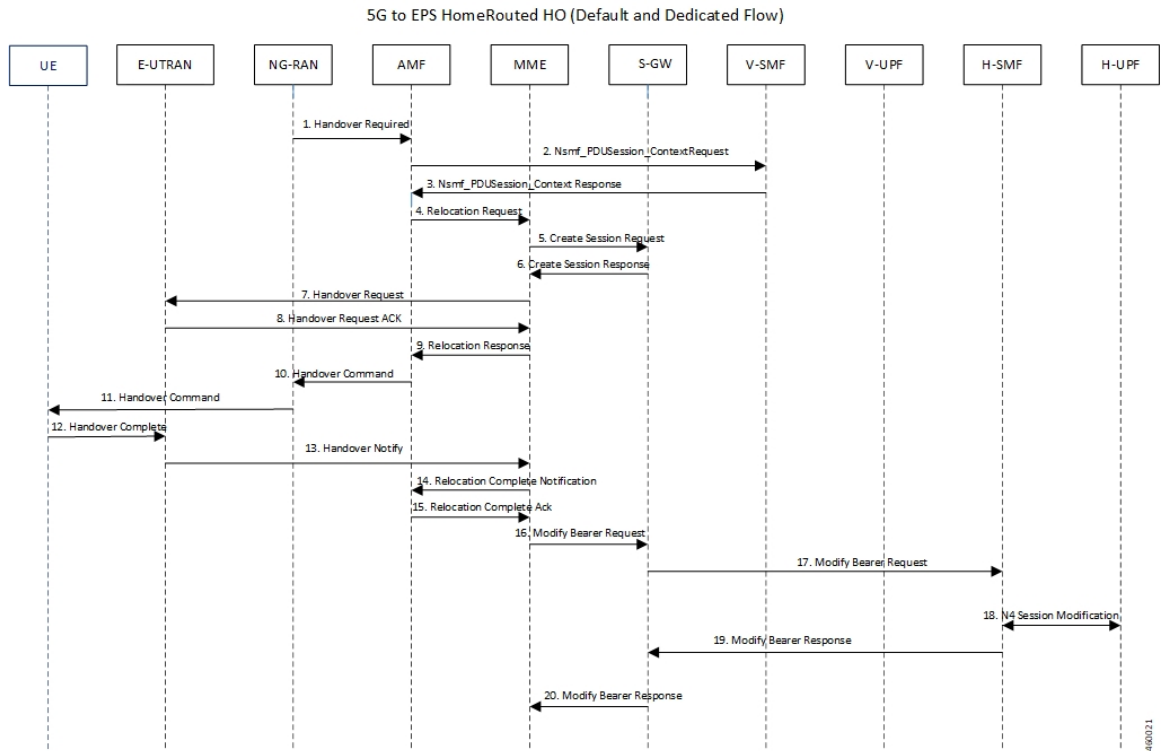 5G to EPS HomeRouted HO (Default and Dedicated Flow)
UE
E-UTRAN
NG-RAN
AMF
MME
S-GW
V-SMF
V-UPF
H-SMF
H-UPF
1. Handover Required
2. Nsmf_PDUSession_ContextRequest
3. Nsmf_PDUSession_Context Response
4. Relocation Request
5. Create Session Request
6. Create Session Response
7. Handover Request
8. Handover Request ACK
9. Relocation Response
10. Handover Command
11. Handover Command
12. Handover Complete
13. Handover Notify
14. Relocation Complete Notification
15. Relocation Complete Ack
16. Modify Bearer Request
17. Modify Bearer Request
18. N4 Session Modification
19. Modify Bearer Response
20. Modify Bearer Response
460021